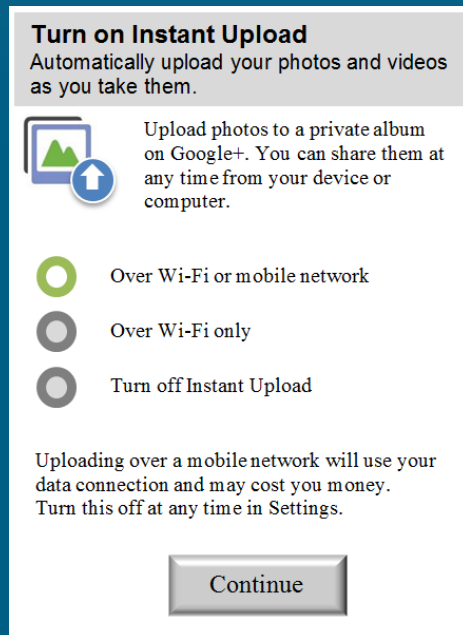 Turn on Instant Upload
Automatically upload your photos and videos
as you take them.
Upload photos to a private album
on Google+. You can share them at
any time from your device or
computer.
Over Wi-Fi or mobile network
Over Wi-Fi only
Turn off Instant Upload
Uploading over a mobile network will use your
data connection and may cost you money.
Turn this off at any time in Settings.
Continue